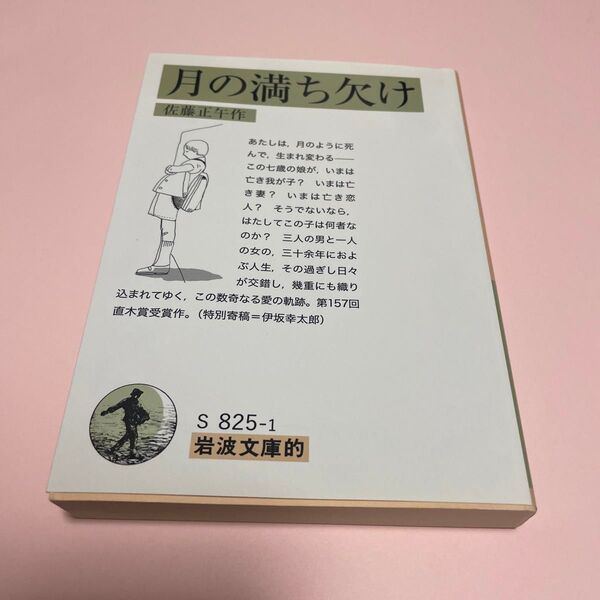 月の満ち欠け
佐藤正午作
あたしは，月のように死
んで，生まれ変わる――
この七歳の娘が，いまは
亡き我が子？ いまは亡
き妻？ いまは亡き恋
人？ そうでないなら，
はたしてこの子は何者な
のか？ 三人の男と一人
の女の，三十余年におよ
ぶ人生，その過ぎし日々
が交錯し，幾重にも織り
込まれてゆく，この数奇なる愛の軌跡。第157回
直木賞受賞作。（特別寄稿＝伊坂幸太郎）
S 825-1
岩波文庫的